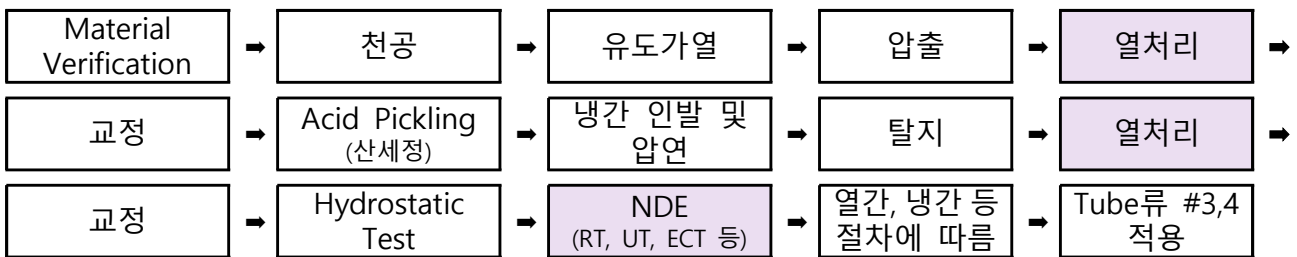 Material
Verification
➡
천공
➡
유도가열
➡
압출
➡
열처리
➡
교정
➡
Acid Pickling
(산세정)
➡
냉간 인발 및
압연
➡
탈지
➡
열처리
➡
교정
➡
Hydrostatic
Test
➡
NDE
(RT, UT, ECT 등)
➡
열간, 냉간 등
절차에 따름
➡
Tube류 #3,4
적용